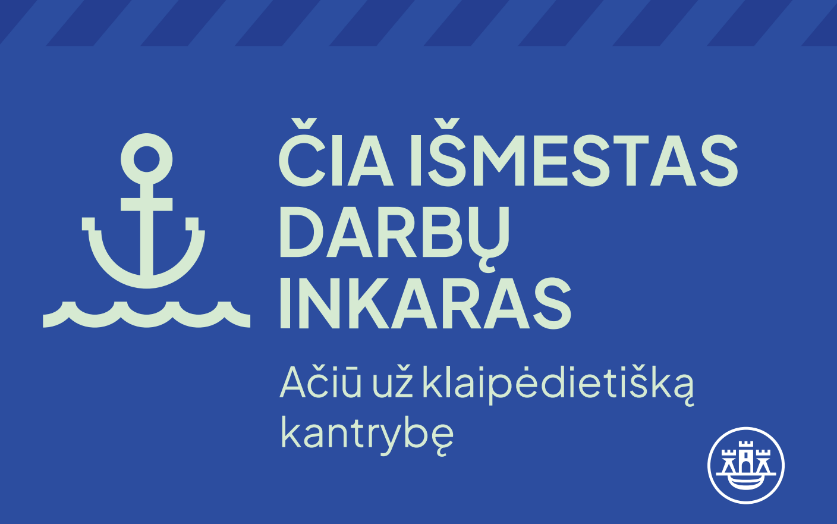 ČIA IŠMESTAS
DARBŲ
INKARAS
Ačiū už klaipėdietišką
kantrybę